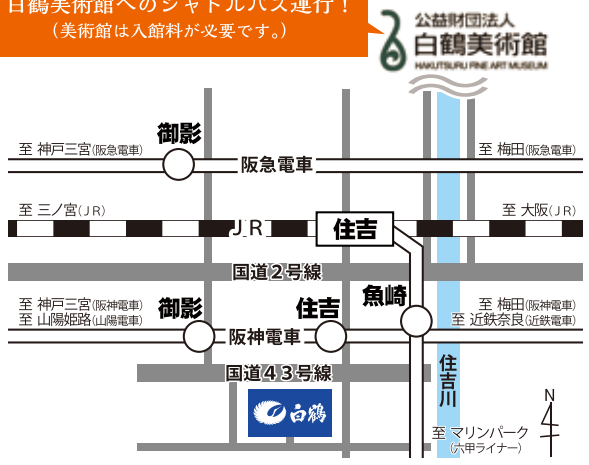 白鶴美術館へのシャトルバス運行！
（美術館は入館料が必要です。）
公益財団法人
白鶴美術館
HAKUTSURU FINE ART MUSEUM
御影
至 神戸三宮（阪急電車）
阪急電車
至 梅田（阪急電車）
至 三ノ宮（ＪＲ）
ＪＲ
住吉
至 大阪（ＪＲ）
国道２号線
至 神戸三宮（阪神電車）
至 山陽姫路（山陽電車）
御影
住吉
魚崎
至 梅田（阪神電車）
至 近鉄奈良（近鉄電車）
阪神電車
国道４３号線
住吉川
白鶴
N
至 マリンパーク
（六甲ライナー）